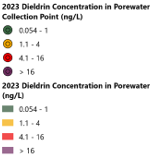 2023 Dieldrin Concentration in Porewater
Collection Point (ng/L)
0.054 - 1
1.1 - 4
4.1 - 16
> 16
2023 Dieldrin Concentration in Porewater
(ng/L)
0.054 - 1
1.1 - 4
4.1 - 16
> 16